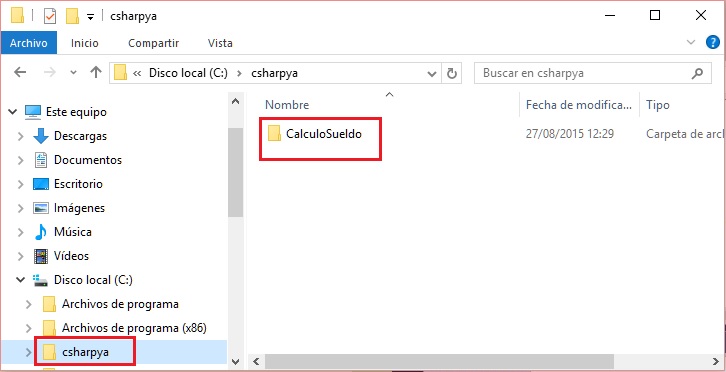 csharpya
Archivo Inicio Compartir Vista
Disco local (C:) csharpya
Buscar en csharpya
Este equipo
Descargas
Documentos
Escritorio
Imágenes
Música
Vídeos
Disco local (C:)
Archivos de programa
Archivos de programa (x86)
csharpya
Nombre Fecha de modifica... Tipo
CalculoSueldo 27/08/2015 12:29 Carpeta de arc